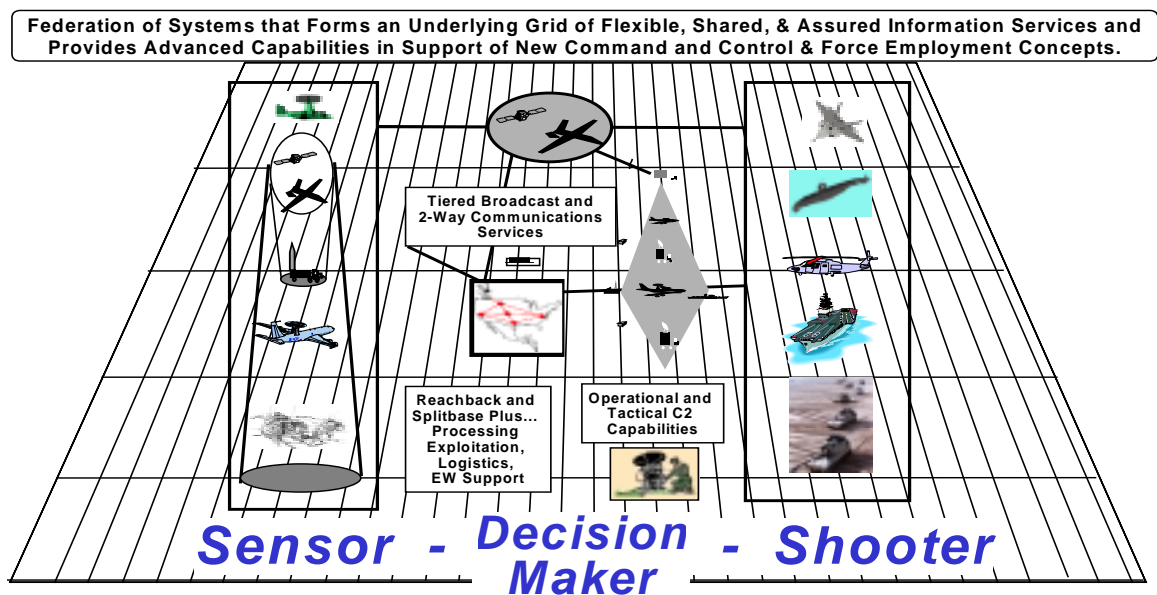 Federation of Systems that Forms an Underlying Grid of Flexible, Shared, & Assured Information Services and
Provides Advanced Capabilities in Support of New Command and Control & Force Employment Concepts.
Tiered Broadcast and
2-Way Communications
Services
Reachback and
Splitbase Plus...
Processing
Exploitation,
Logistics,
EW Support
Operational and
Tactical C2
Capabilities
Sensor - Decision - Shooter
Maker